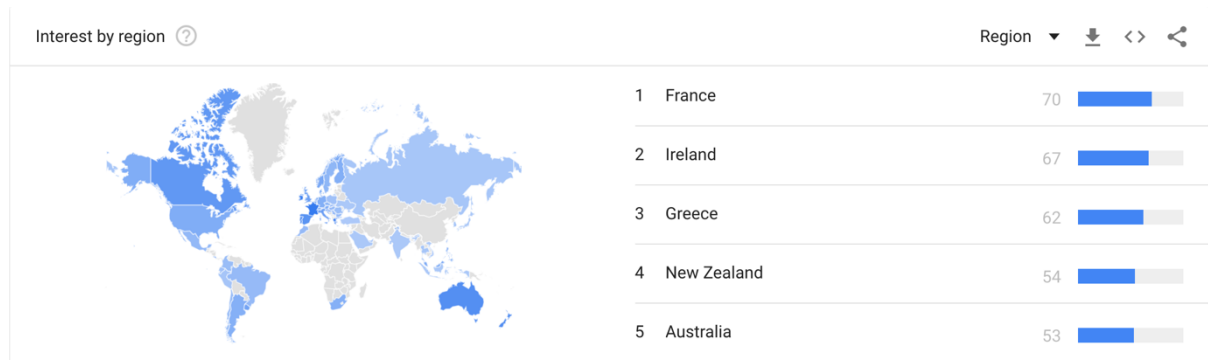 Interest by region ?
Region
1 France 70
2 Ireland 67
3 Greece 62
4 New Zealand 54
5 Australia 53